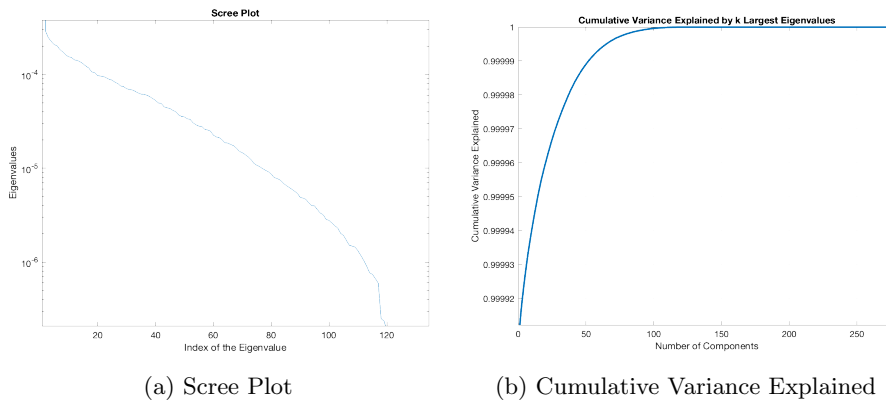 Scree Plot
Eigenvalues
10^-4
10^-5
10^-6
20 40 60 80 100 120
Index of the Eigenvalue
(a) Scree Plot
Cumulative Variance Explained by k Largest Eigenvalues
Cumulative Variance Explained
1
0.99999
0.99998
0.99997
0.99996
0.99995
0.99994
0.99993
0.99992
0 50 100 150 200 250
Number of Components
(b) Cumulative Variance Explained